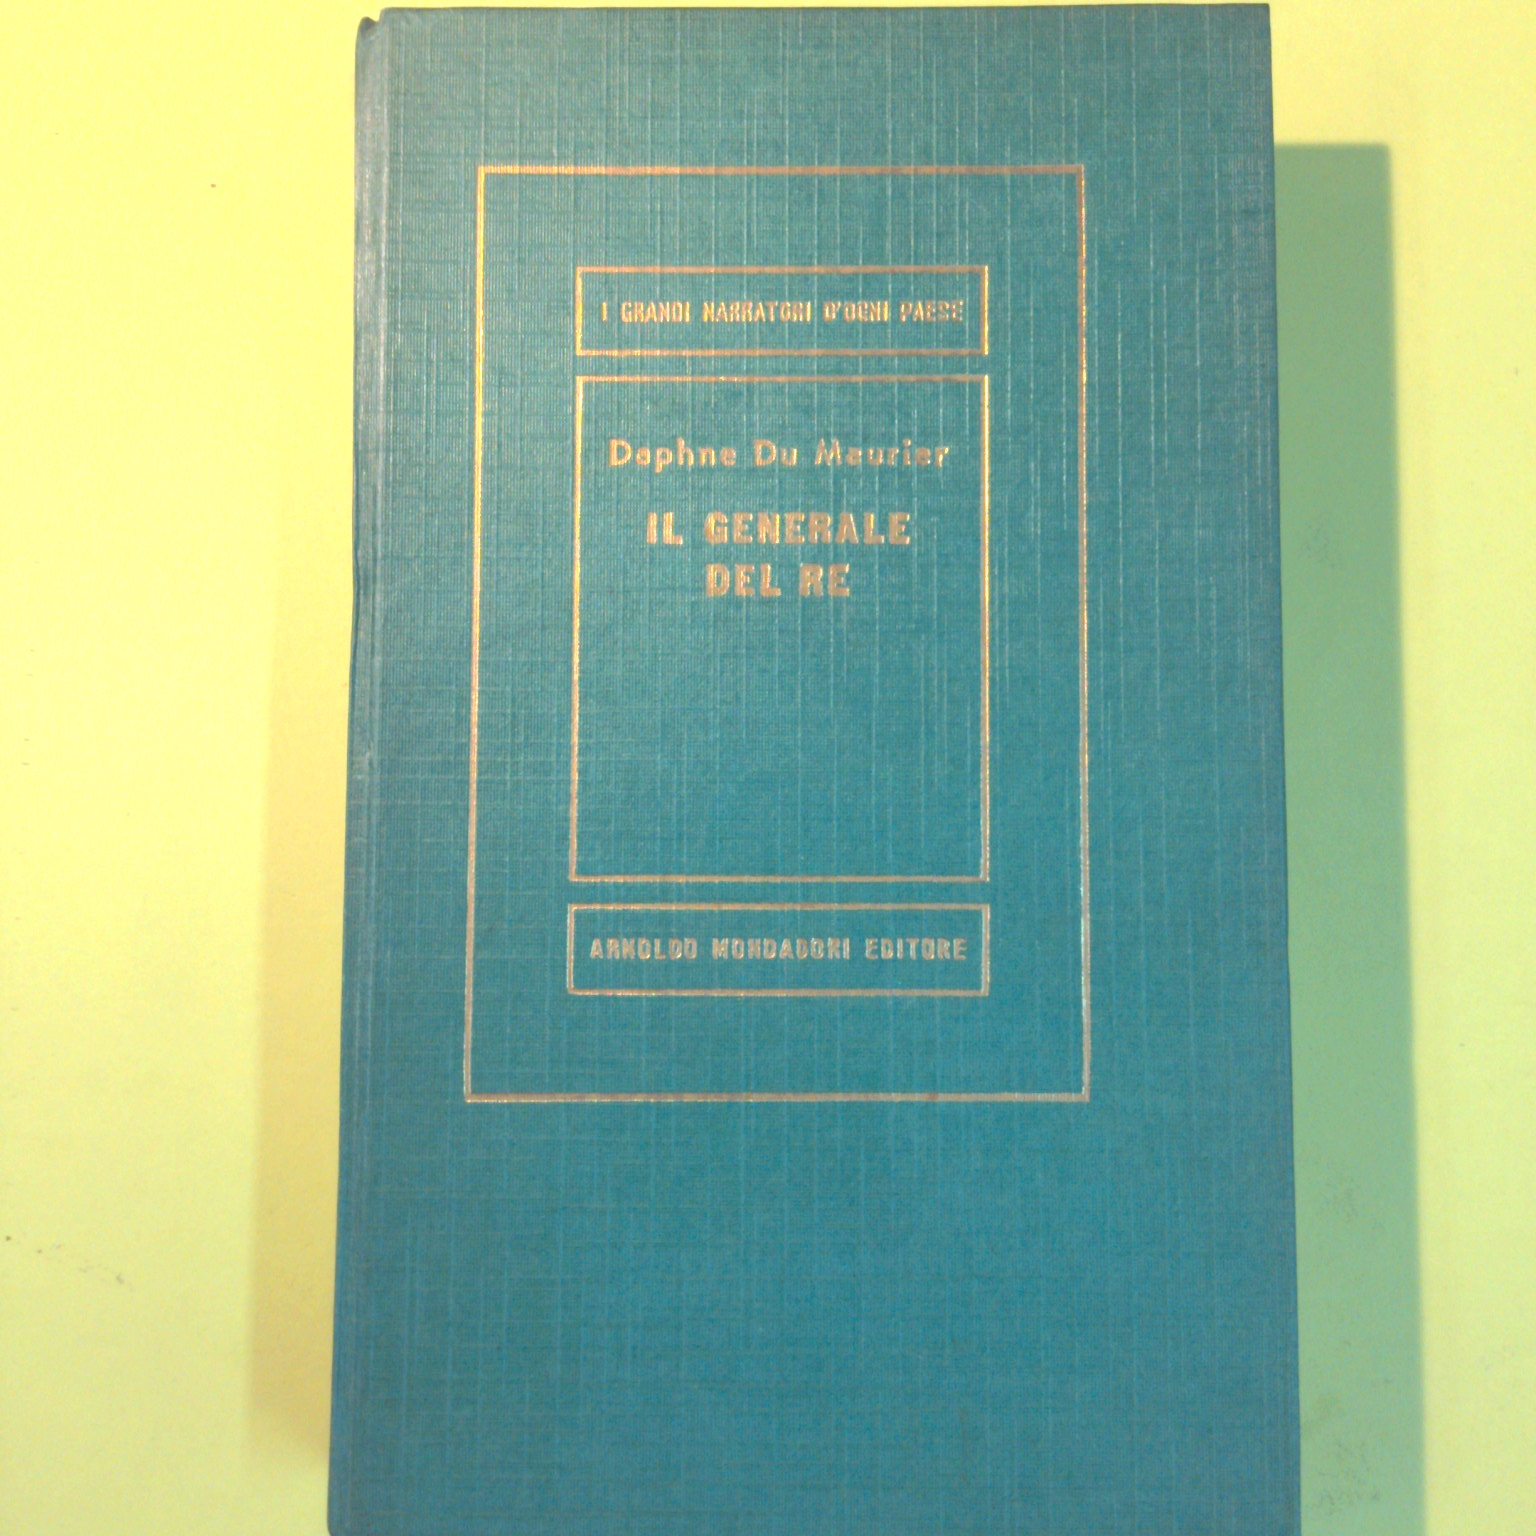 I GRANDI NARRATORI D'OGNI PAESE
Daphne Du Maurier
IL GENERALE
DEL RE
ARNOLDO MONDADORI EDITORE